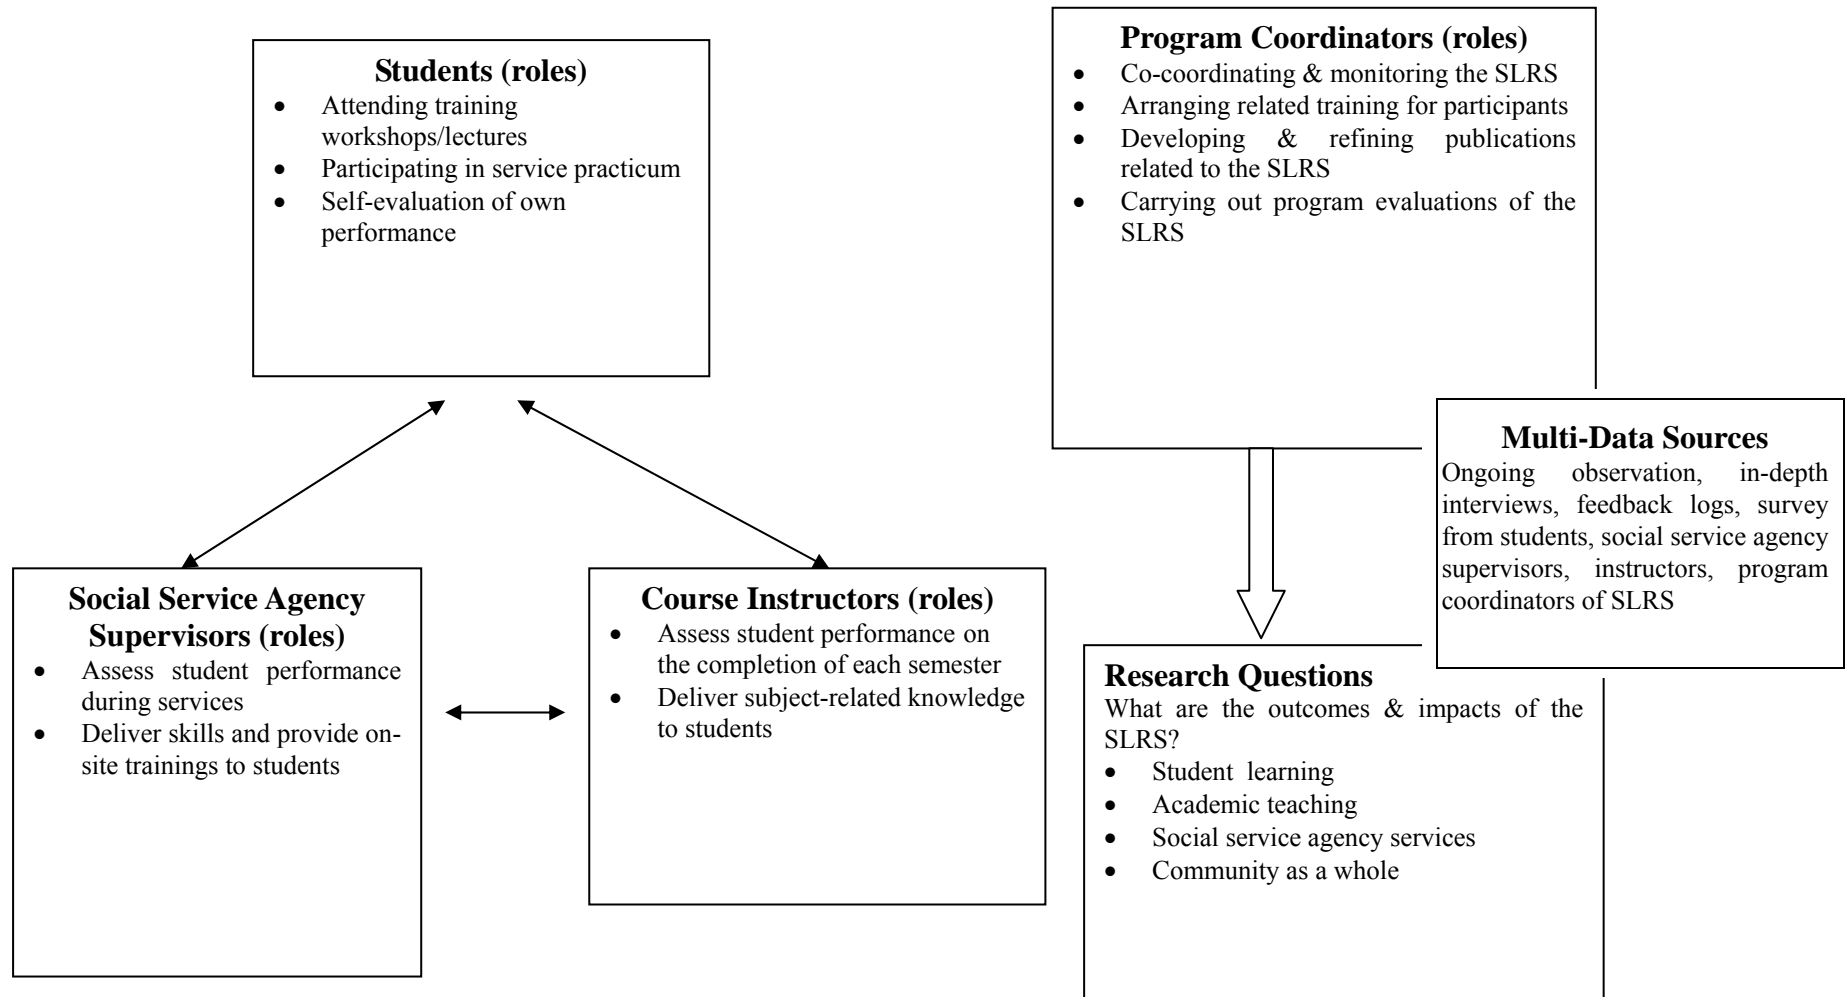 Students (roles)
• Attending training
workshops/lectures
• Participating in service practicum
• Self-evaluation of own
performance
Program Coordinators (roles)
• Co-coordinating & monitoring the SLRS
• Arranging related training for participants
• Developing & refining publications
related to the SLRS
• Carrying out program evaluations of the
SLRS
Multi-Data Sources
Ongoing observation, in-depth
interviews, feedback logs, survey
from students, social service agency
supervisors, instructors, program
coordinators of SLRS
Social Service Agency
Supervisors (roles)
• Assess student performance
during services
• Deliver skills and provide on-
site trainings to students
Course Instructors (roles)
• Assess student performance on
the completion of each semester
• Deliver subject-related knowledge
to students
Research Questions
What are the outcomes & impacts of the
SLRS?
• Student learning
• Academic teaching
• Social service agency services
• Community as a whole